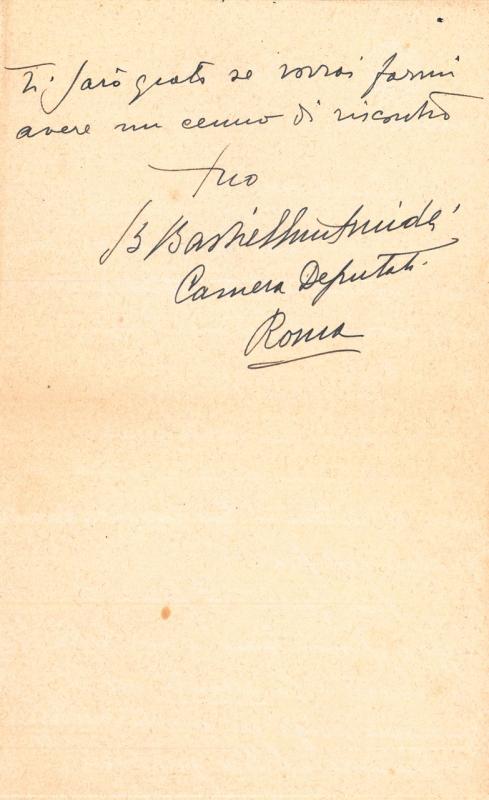 Ti sarò grato se vorrai farmi
avere un cenno di riscontro
tuo
B
Camera Deputati.
Roma